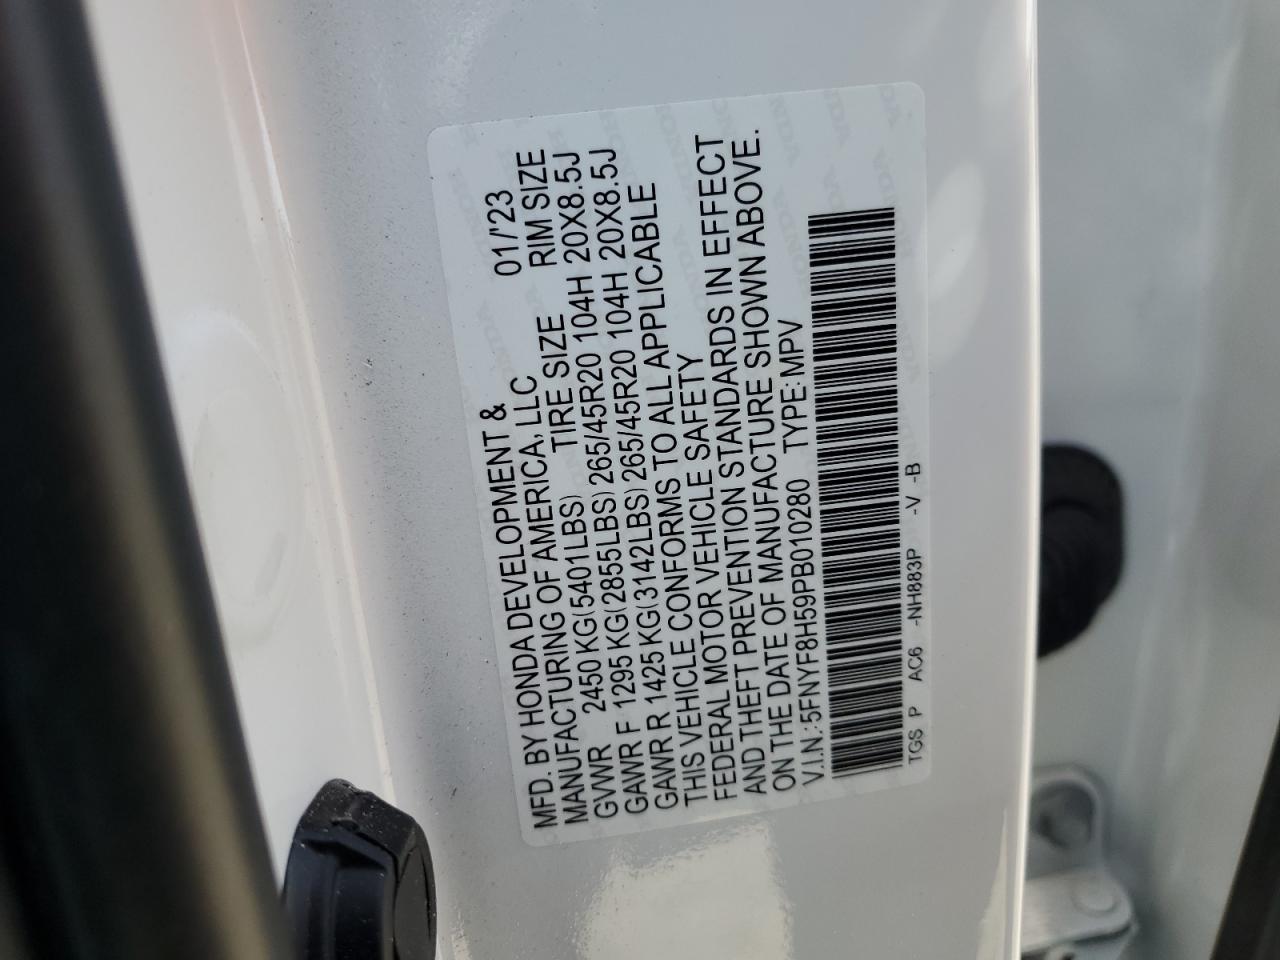 MFD. BY HONDA DEVELOPMENT & 01/'23
MANUFACTURING OF AMERICA, LLC
GVWR 2450 KG(5401LBS) TIRE SIZE RIM SIZE
GAWR F 1295 KG(2855LBS) 265/45R20 104H 20X8.5J
GAWR R 1425 KG(3142LBS) 265/45R20 104H 20X8.5J
THIS VEHICLE CONFORMS TO ALL APPLICABLE
FEDERAL MOTOR VEHICLE SAFETY
AND THEFT PREVENTION STANDARDS IN EFFECT
ON THE DATE OF MANUFACTURE SHOWN ABOVE.
V.I.N.: 5FNYF8H59PB010280 TYPE: MPV
TGS P AC6 -NH883P -V -B